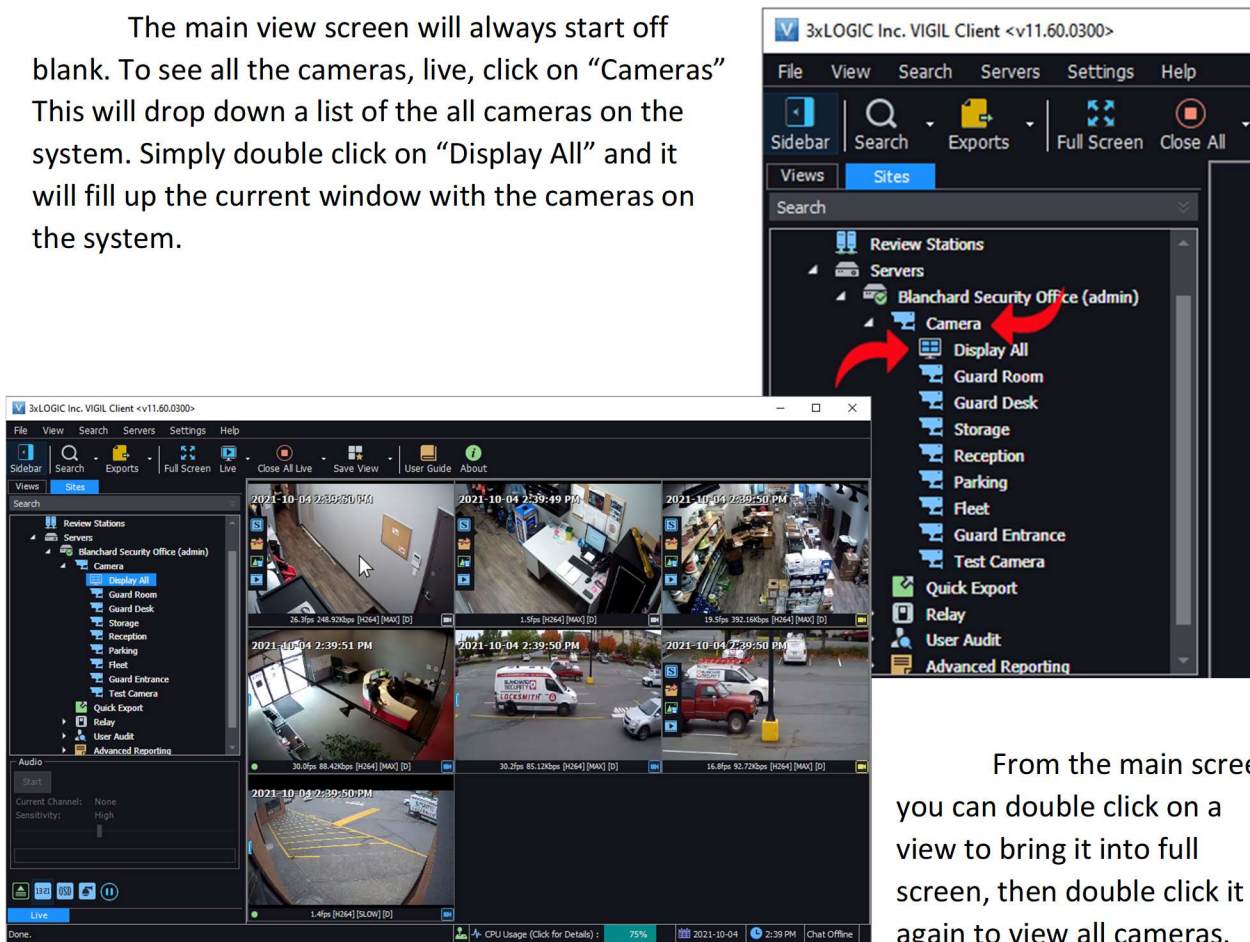 The main view screen will always start off
blank. To see all the cameras, live, click on “Cameras”
This will drop down a list of the all cameras on the
system. Simply double click on “Display All” and it
will fill up the current window with the cameras on
the system.
3xLOGIC Inc. VIGIL Client <v11.60.0300>
File View Search Servers Settings Help
Sidebar Search Exports Full Screen Close All
Views Sites
Search
Review Stations
Servers
Blanchard Security Office (admin)
Camera
Display All
Guard Room
Guard Desk
Storage
Reception
Parking
Fleet
Guard Entrance
Test Camera
Quick Export
Relay
User Audit
Advanced Reporting
3xLOGIC Inc. VIGIL Client <v11.60.0300>
File View Search Servers Settings Help
Sidebar Search Exports Full Screen Live Close All Live Save View User Guide About
Views Sites
Search
Review Stations
Servers
Blanchard Security Office (admin)
Camera
Display All
Guard Room
Guard Desk
Storage
Reception
Parking
Fleet
Guard Entrance
Test Camera
Quick Export
Relay
User Audit
Advanced Reporting
Audio
Start
Current Channel: None
Sensitivity: High
1321 OSD
Live
Done.
2021-10-04 2:39:50 PM 2021-10-04 2:39:49 PM 2021-10-04 2:39:50 PM
26.3fps 248.92Kbps [H264] [MAX] [D] 1.5fps [H264] [MAX] [D] 19.5fps 392.16Kbps [H264] [MAX] [D]
2021-10-04 2:39:51 PM 2021-10-04 2:39:50 PM 2021-10-04 2:39:50 PM
BLANCHARD
SECURITY
LOCKSMITH
30.0fps 88.42Kbps [H264] [MAX] [D] 30.2fps 85.12Kbps [H264] [MAX] [D] 16.8fps 92.72Kbps [H264] [MAX] [D]
2021-10-04 2:39:50 PM
1.4fps [H264] [SLOW] [D]
CPU Usage (Click for Details) : 75% 2021-10-04 2:39 PM Chat Offline
From the main scree
you can double click on a
view to bring it into full
screen, then double click it
again to view all cameras.